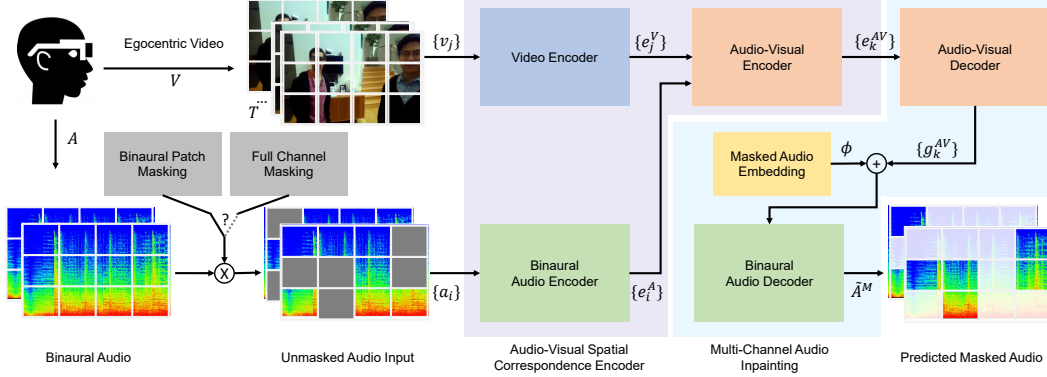 Egocentric Video
V
A
T
...
{v_j}
Video Encoder
{e_j^V}
Audio-Visual
Encoder
{e_k^{AV}}
Audio-Visual
Decoder
Binaural Patch
Masking
Full Channel
Masking
?
X
Masked Audio
Embedding
ϕ
+
{g_k^{AV}}
{a_i}
Binaural
Audio Encoder
{e_i^A}
Binaural
Audio Decoder
Ã^M
Binaural Audio
Unmasked Audio Input
Audio-Visual Spatial
Correspondence Encoder
Multi-Channel Audio
Inpainting
Predicted Masked Audio